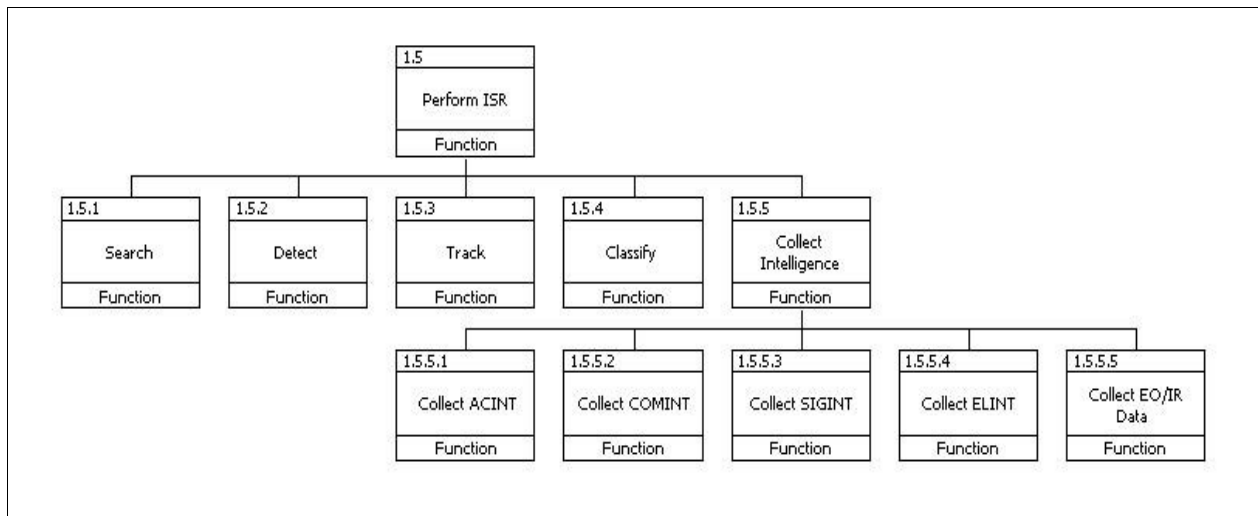 1.5
Perform ISR
Function
1.5.1
Search
Function
1.5.2
Detect
Function
1.5.3
Track
Function
1.5.4
Classify
Function
1.5.5
Collect
Intelligence
Function
1.5.5.1
Collect ACINT
Function
1.5.5.2
Collect COMINT
Function
1.5.5.3
Collect SIGINT
Function
1.5.5.4
Collect ELINT
Function
1.5.5.5
Collect EO/IR
Data
Function